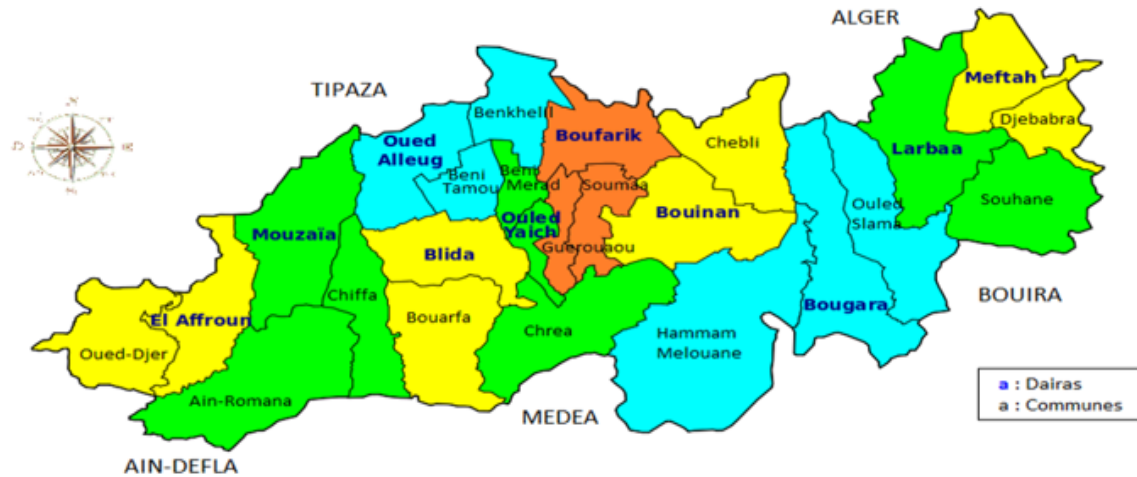 ALGER
TIPAZA
Meftah
Benkhelil
Djebabra
Boufarik
Chebli
Oued
Alleug
Larbaa
Beni
Tamou
Beni
Merad
Soumaa
Souhane
Ouled
Yaich
Bouinan
Ouled
Slama
Mouzaïa
Blida
Guerouaou
Chiffa
BOUIRA
El Affroun
Bouarfa
Chrea
Bougara
Hammam
Melouane
Oued-Djer
Ain-Romana
MEDEA
a : Dairas
a : Communes
AIN-DEFLA